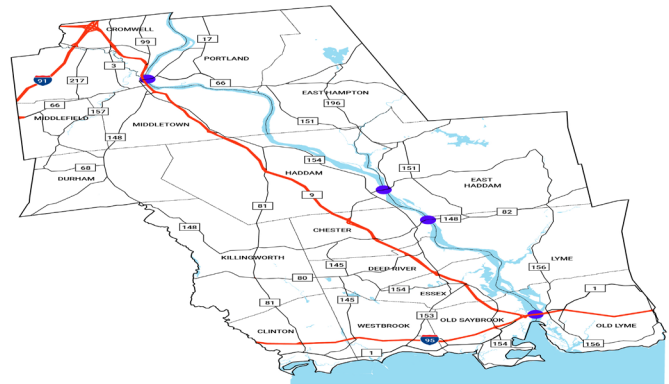 CROMWELL
99
17
3
PORTLAND
91
217
66
EAST HAMPTON
196
66
157
MIDDLEFIELD
MIDDLETOWN
151
148
154
151
68
HADDAM
DURHAM
EAST
HADDAM
9
81
82
148
148
CHESTER
KILLINGWORTH
LYME
145
DEEP RIVER
156
80
154
1
ESSEX
145
81
153
OLD SAYBROOK
WESTBROOK
OLD LYME
CLINTON
95
154
156
1